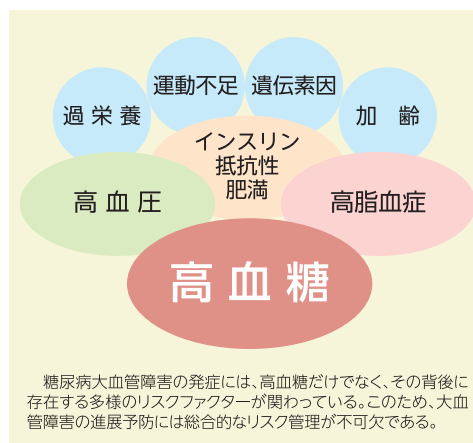 運動不足
遺伝素因
過栄養
加 齢
インスリン
抵抗性
肥満
高血圧
高脂血症
高血糖
糖尿病大血管障害の発症には、高血糖だけでなく、その背後に
存在する多様のリスクファクターが関わっている。このため、大血
管障害の進展予防には総合的なリスク管理が不可欠である。